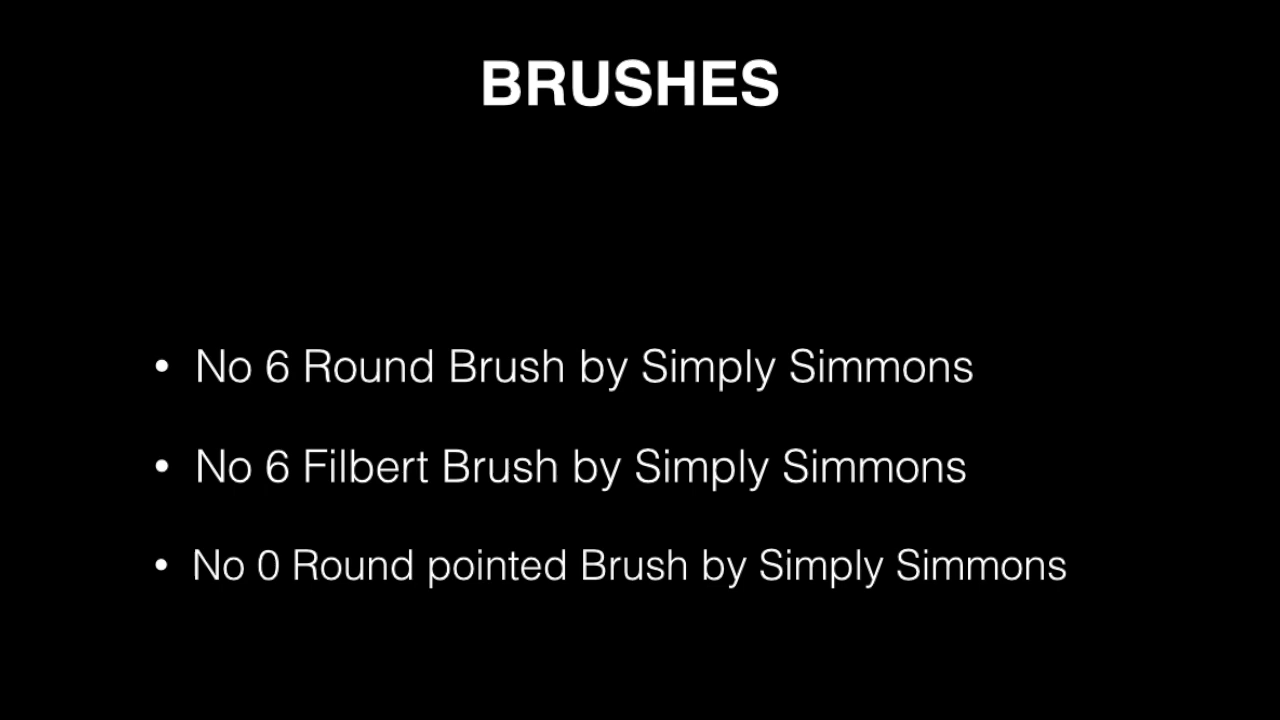 BRUSHES
• No 6 Round Brush by Simply Simmons
• No 6 Filbert Brush by Simply Simmons
• No 0 Round pointed Brush by Simply Simmons